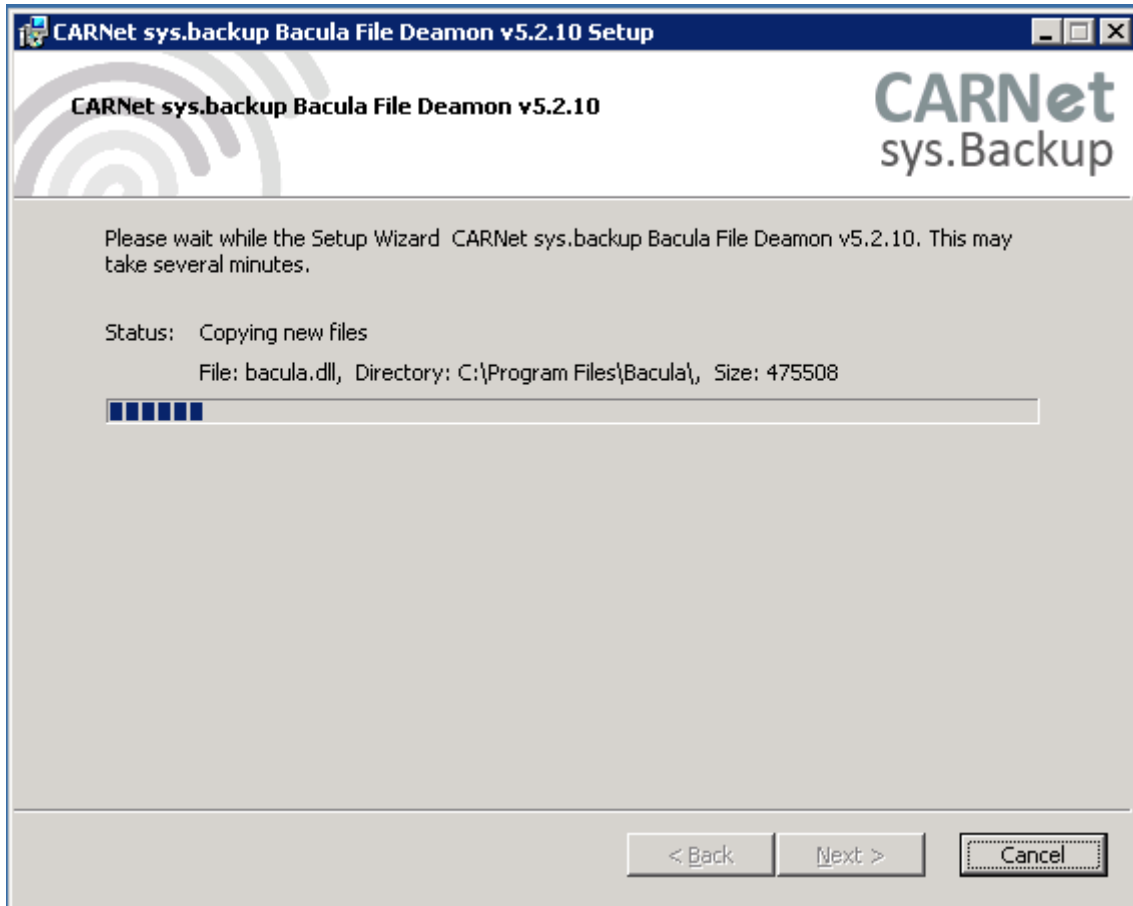 CARNet sys.backup Bacula File Deamon v5.2.10 Setup
CARNet sys.backup Bacula File Deamon v5.2.10
CARNet
sys.Backup
Please wait while the Setup Wizard  CARNet sys.backup Bacula File Deamon v5.2.10. This may
take several minutes.
Status: Copying new files
File: bacula.dll,  Directory: C:\Program Files\Bacula\,  Size: 475508
< Back
Next >
Cancel